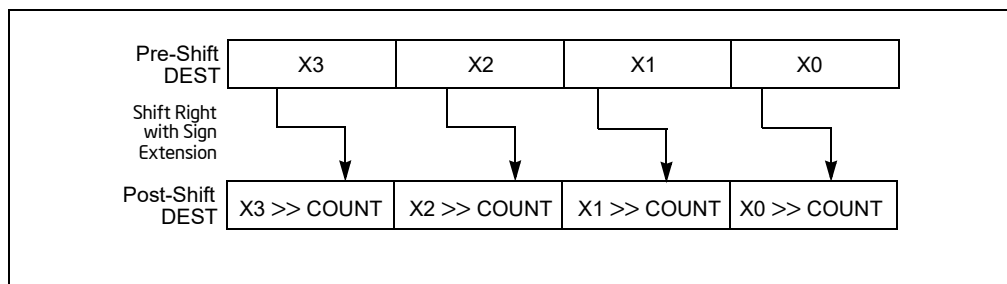 Pre-Shift
DEST
X3 X2 X1 X0
Shift Right
with Sign
Extension
Post-Shift
DEST
X3 >> COUNT X2 >> COUNT X1 >> COUNT X0 >> COUNT